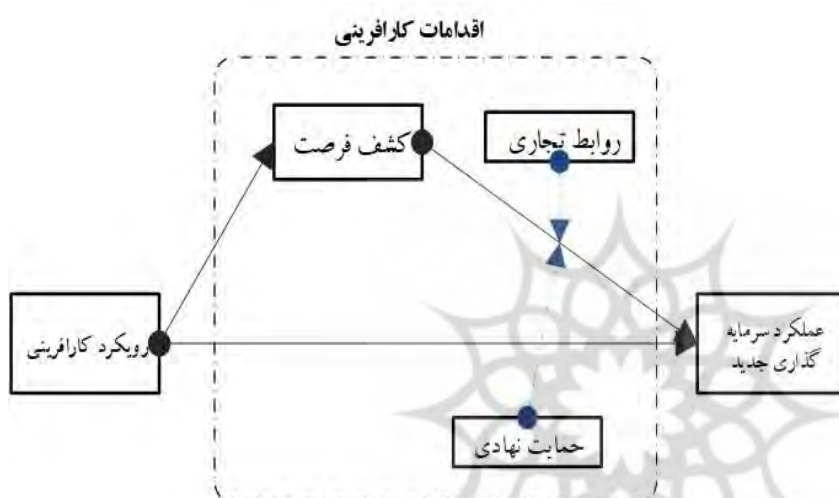 اقدامات کارافرینی
کشف فرصت
روابط تجاری
رویکرد کارافرینی
عملکرد سرمایه
گذاری جدید
حمایت نهادی